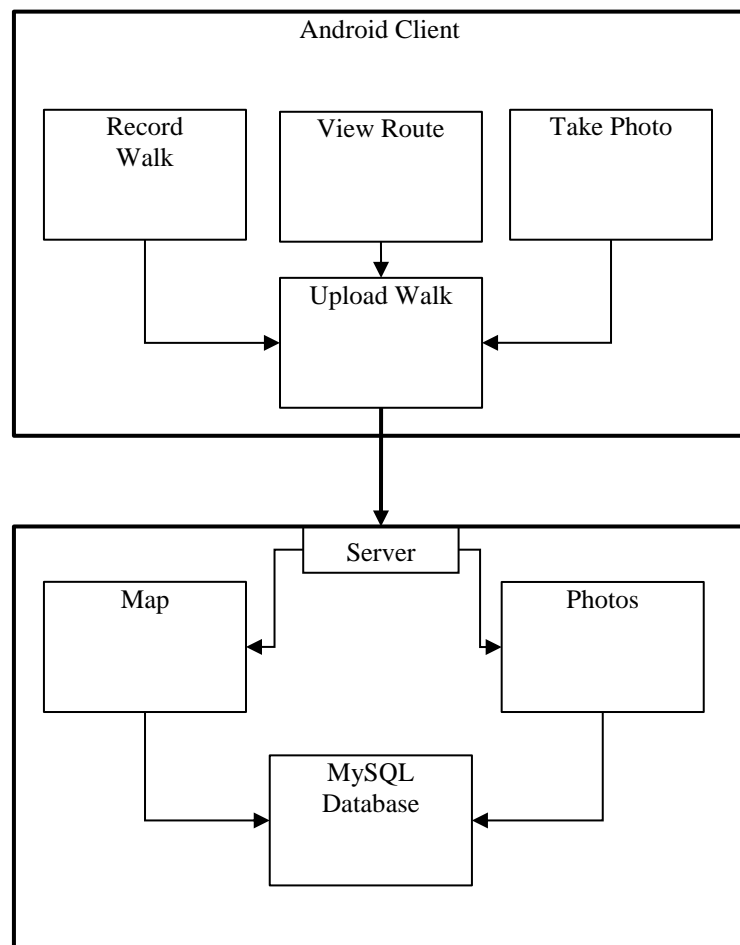 Android Client
Record
Walk
View Route
Take Photo
Upload Walk
Server
Map
Photos
MySQL
Database